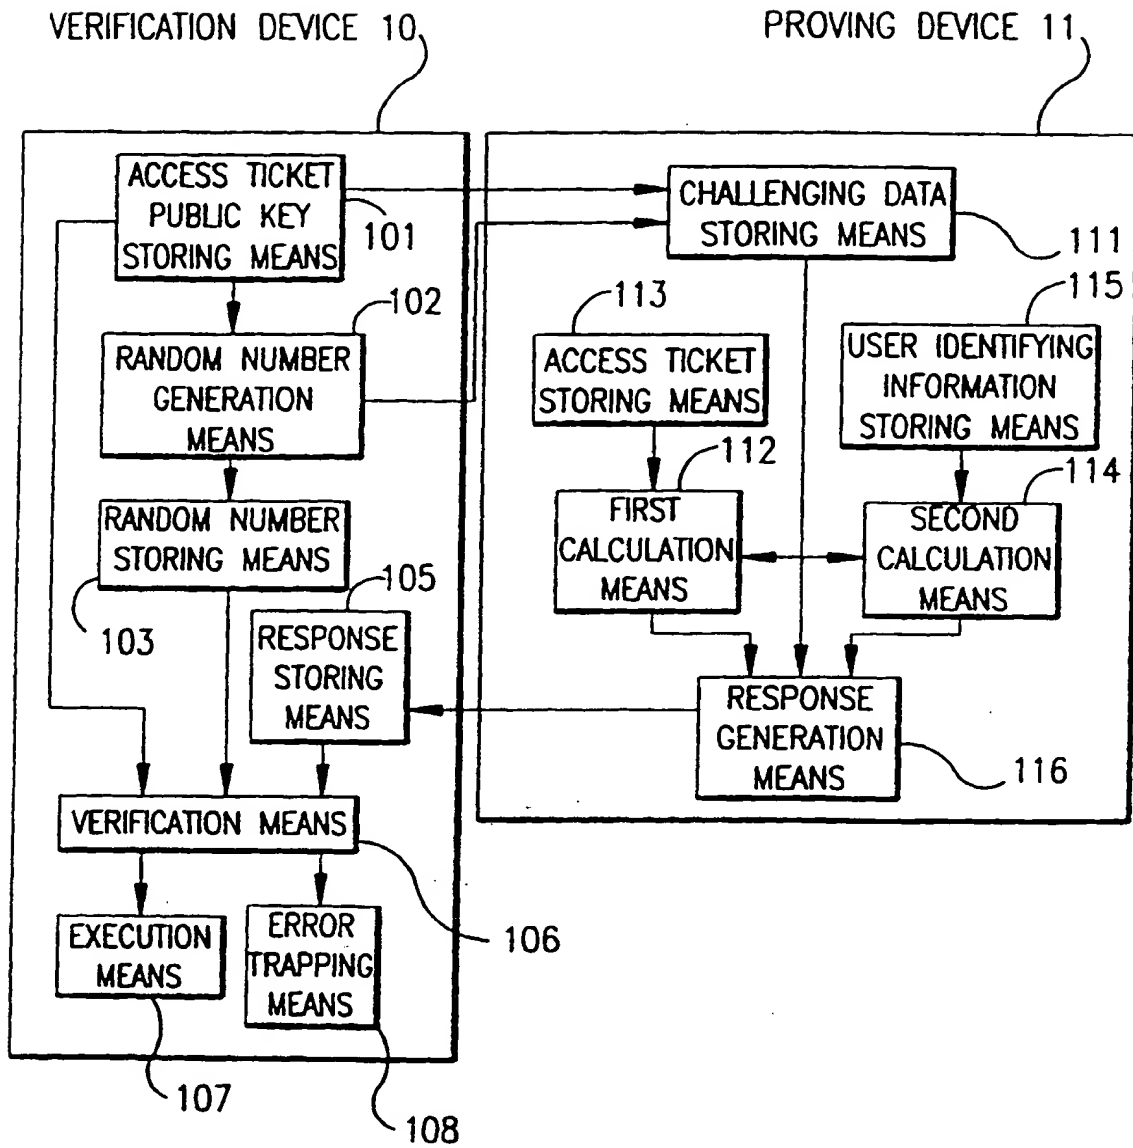 VERIFICATION DEVICE 10
PROVING DEVICE 11
ACCESS TICKET
PUBLIC KEY
STORING MEANS
101
102
RANDOM NUMBER
GENERATION
MEANS
RANDOM NUMBER
STORING MEANS
103
105
RESPONSE
STORING
MEANS
VERIFICATION MEANS
106
EXECUTION
MEANS
107
ERROR
TRAPPING
MEANS
108
CHALLENGING DATA
STORING MEANS
111
113
ACCESS TICKET
STORING MEANS
115
USER IDENTIFYING
INFORMATION
STORING MEANS
112
FIRST
CALCULATION
MEANS
114
SECOND
CALCULATION
MEANS
RESPONSE
GENERATION
MEANS
116